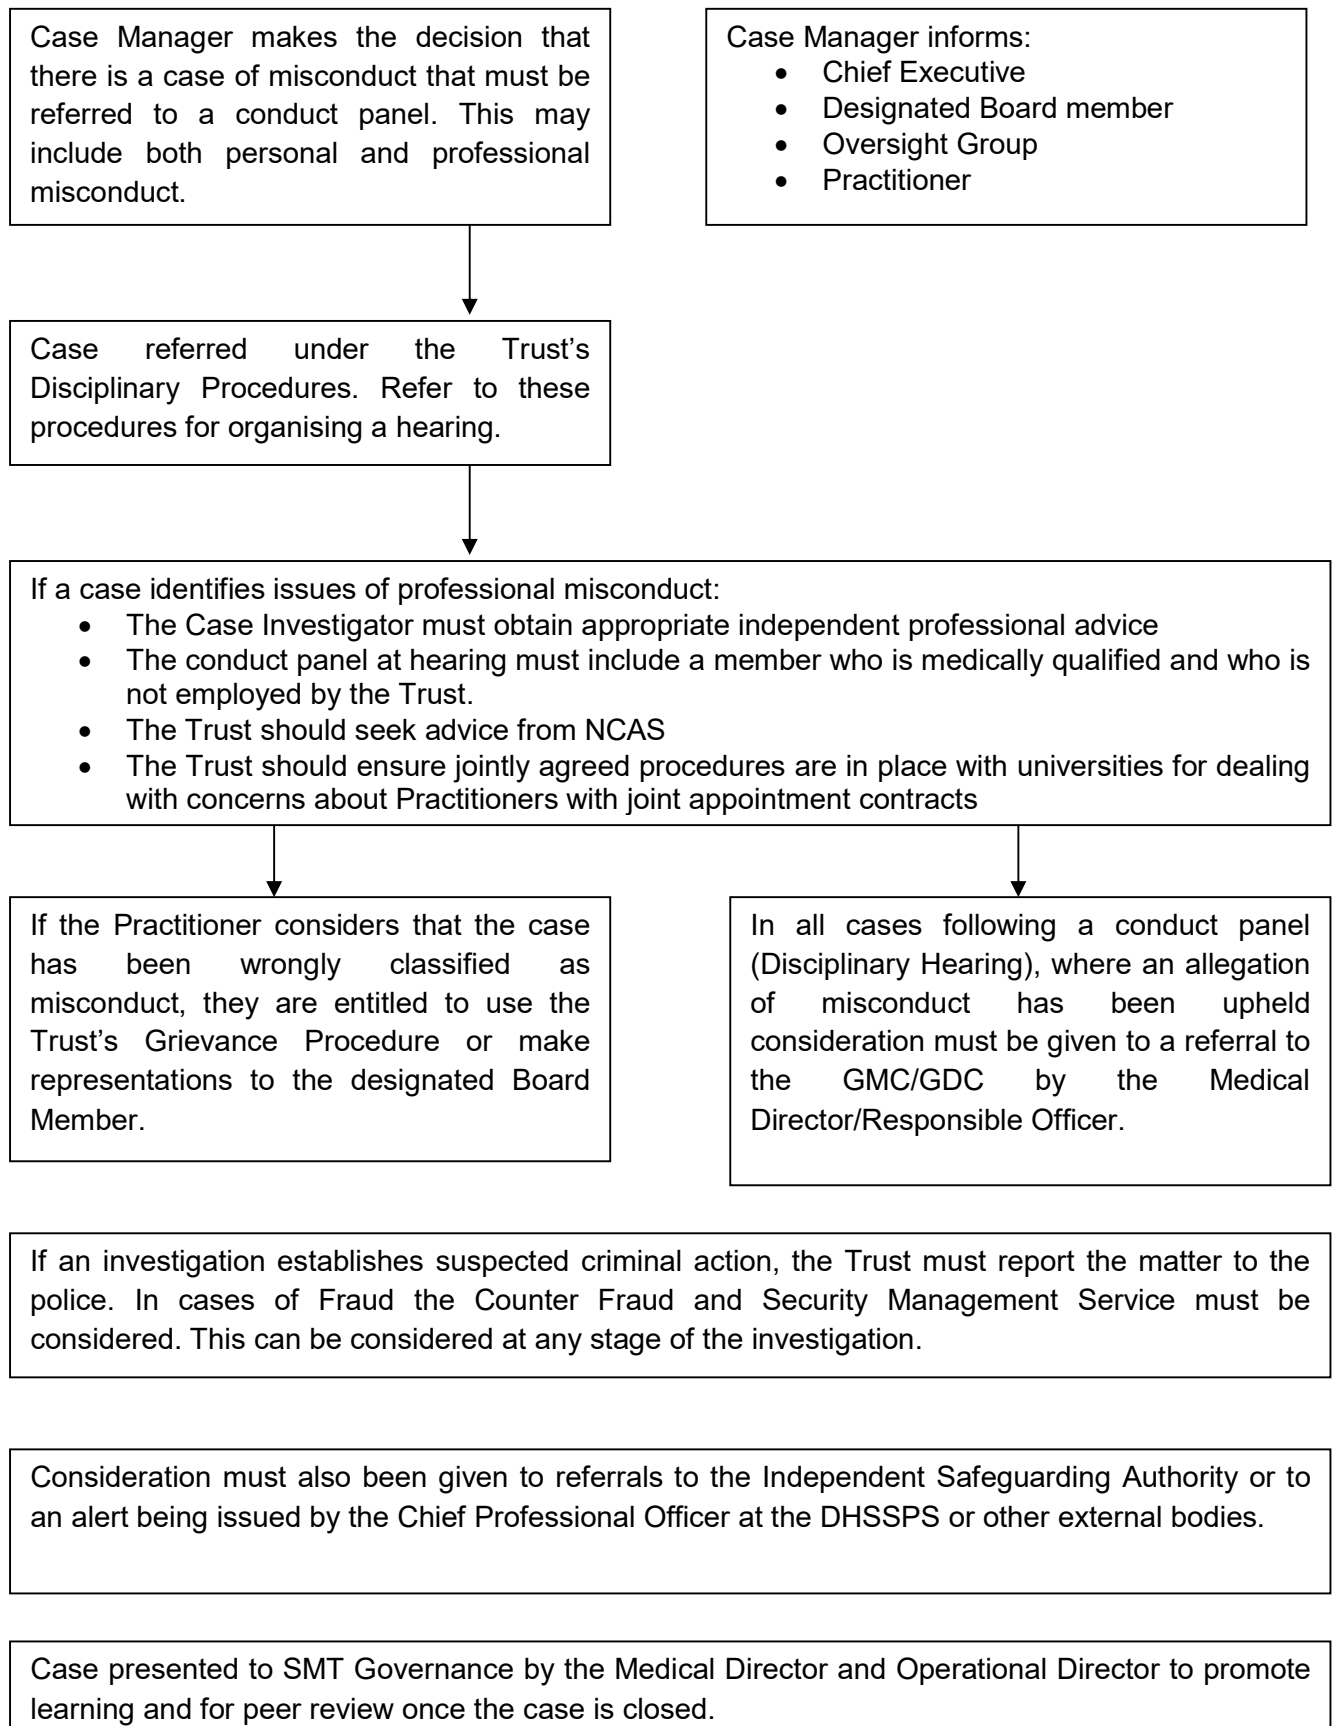 Case Manager makes the decision that
there is a case of misconduct that must be
referred to a conduct panel. This may
include both personal and professional
misconduct.
Case Manager informs:
• Chief Executive
• Designated Board member
• Oversight Group
• Practitioner
Case referred under the Trust’s
Disciplinary Procedures. Refer to these
procedures for organising a hearing.
If a case identifies issues of professional misconduct:
• The Case Investigator must obtain appropriate independent professional advice
• The conduct panel at hearing must include a member who is medically qualified and who is
not employed by the Trust.
• The Trust should seek advice from NCAS
• The Trust should ensure jointly agreed procedures are in place with universities for dealing
with concerns about Practitioners with joint appointment contracts
If the Practitioner considers that the case
has been wrongly classified as
misconduct, they are entitled to use the
Trust’s Grievance Procedure or make
representations to the designated Board
Member.
In all cases following a conduct panel
(Disciplinary Hearing), where an allegation
of misconduct has been upheld
consideration must be given to a referral to
the GMC/GDC by the Medical
Director/Responsible Officer.
If an investigation establishes suspected criminal action, the Trust must report the matter to the
police. In cases of Fraud the Counter Fraud and Security Management Service must be
considered. This can be considered at any stage of the investigation.
Consideration must also been given to referrals to the Independent Safeguarding Authority or to
an alert being issued by the Chief Professional Officer at the DHSSPS or other external bodies.
Case presented to SMT Governance by the Medical Director and Operational Director to promote
learning and for peer review once the case is closed.